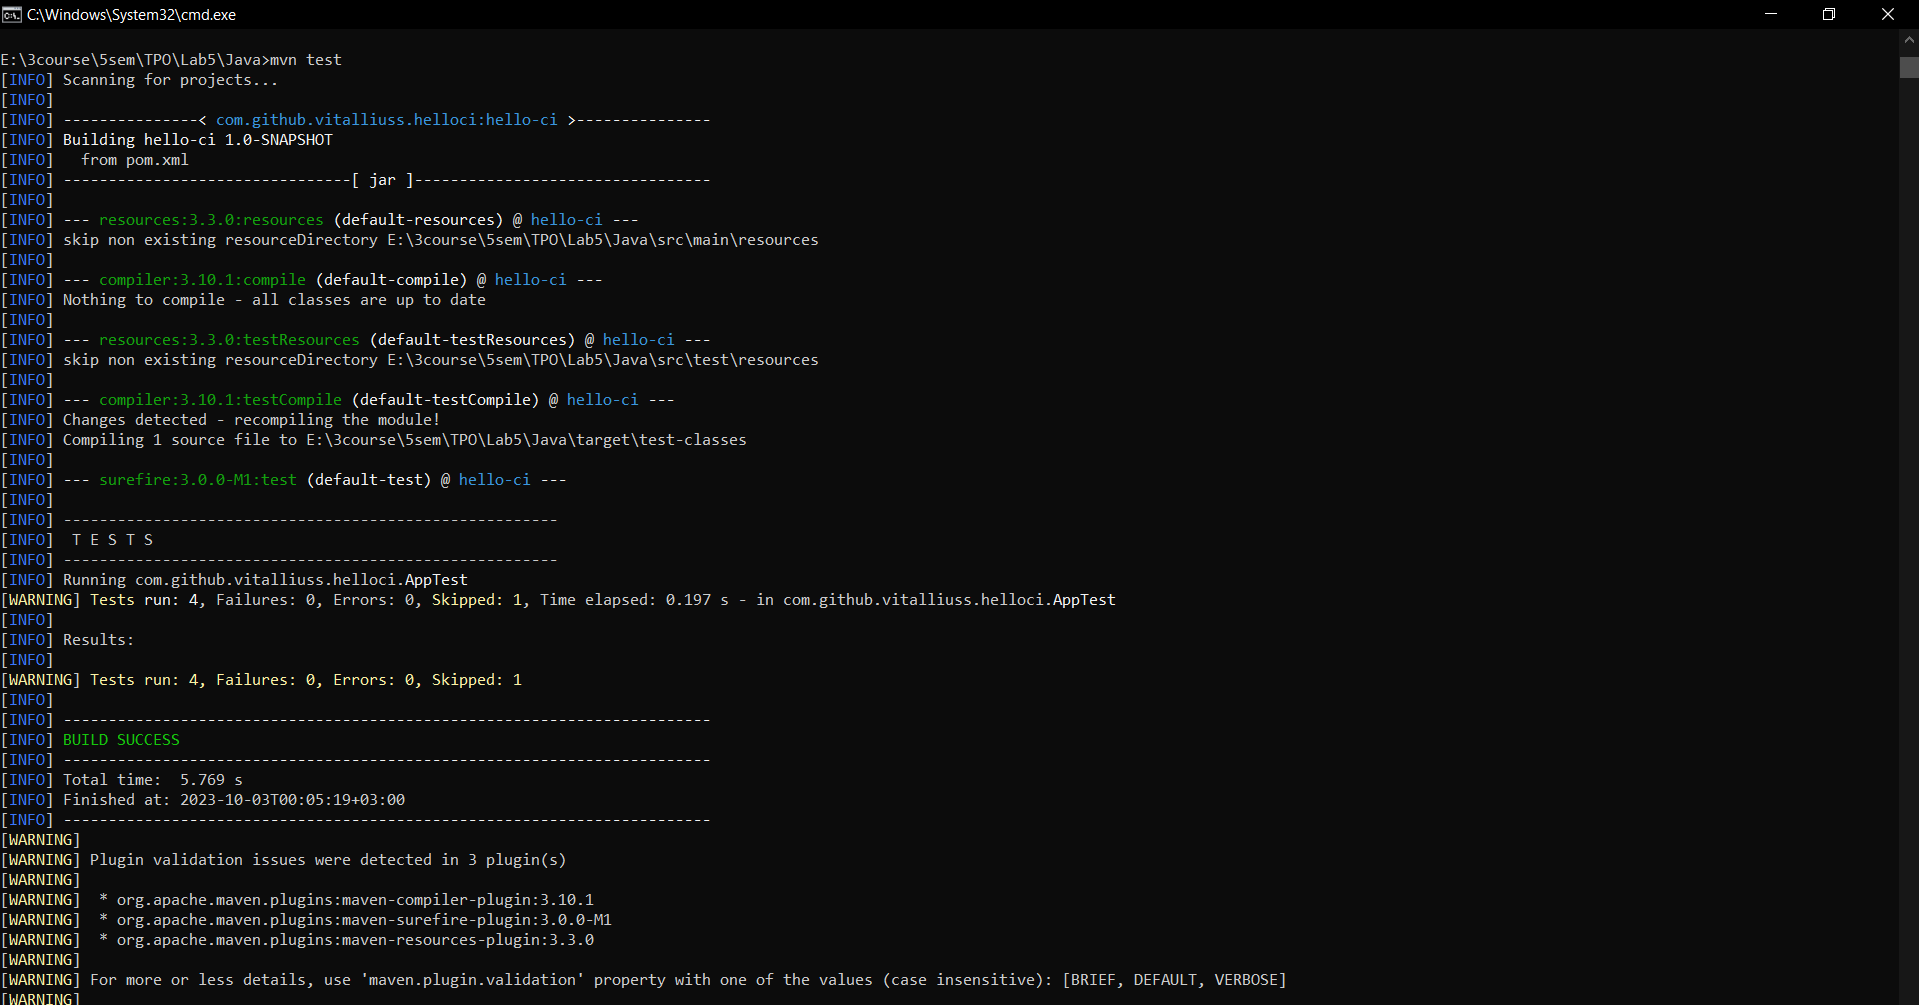 C:\Windows\System32\cmd.exe
E:\3course\5sem\TPO\Lab5\Java>mvn test
[INFO] Scanning for projects...
[INFO]
[INFO] ---------------< com.github.vitalliuss.helloci:hello-ci >---------------
[INFO] Building hello-ci 1.0-SNAPSHOT
[INFO]   from pom.xml
[INFO] --------------------------------[ jar ]---------------------------------
[INFO]
[INFO] --- resources:3.3.0:resources (default-resources) @ hello-ci ---
[INFO] skip non existing resourceDirectory E:\3course\5sem\TPO\Lab5\Java\src\main\resources
[INFO]
[INFO] --- compiler:3.10.1:compile (default-compile) @ hello-ci ---
[INFO] Nothing to compile - all classes are up to date
[INFO]
[INFO] --- resources:3.3.0:testResources (default-testResources) @ hello-ci ---
[INFO] skip non existing resourceDirectory E:\3course\5sem\TPO\Lab5\Java\src\test\resources
[INFO]
[INFO] --- compiler:3.10.1:testCompile (default-testCompile) @ hello-ci ---
[INFO] Changes detected - recompiling the module!
[INFO] Compiling 1 source file to E:\3course\5sem\TPO\Lab5\Java\target\test-classes
[INFO]
[INFO] --- surefire:3.0.0-M1:test (default-test) @ hello-ci ---
[INFO]
[INFO] -------------------------------------------------------
[INFO]  T E S T S
[INFO] -------------------------------------------------------
[INFO] Running com.github.vitalliuss.helloci.AppTest
[WARNING] Tests run: 4, Failures: 0, Errors: 0, Skipped: 1, Time elapsed: 0.197 s - in com.github.vitalliuss.helloci.AppTest
[INFO]
[INFO] Results:
[INFO]
[WARNING] Tests run: 4, Failures: 0, Errors: 0, Skipped: 1
[INFO]
[INFO] ------------------------------------------------------------------------
[INFO] BUILD SUCCESS
[INFO] ------------------------------------------------------------------------
[INFO] Total time:  5.769 s
[INFO] Finished at: 2023-10-03T00:05:19+03:00
[INFO] ------------------------------------------------------------------------
[WARNING]
[WARNING] Plugin validation issues were detected in 3 plugin(s)
[WARNING]
[WARNING]  * org.apache.maven.plugins:maven-compiler-plugin:3.10.1
[WARNING]  * org.apache.maven.plugins:maven-surefire-plugin:3.0.0-M1
[WARNING]  * org.apache.maven.plugins:maven-resources-plugin:3.3.0
[WARNING]
[WARNING] For more or less details, use 'maven.plugin.validation' property with one of the values (case insensitive): [BRIEF, DEFAULT, VERBOSE]
[WARNING]